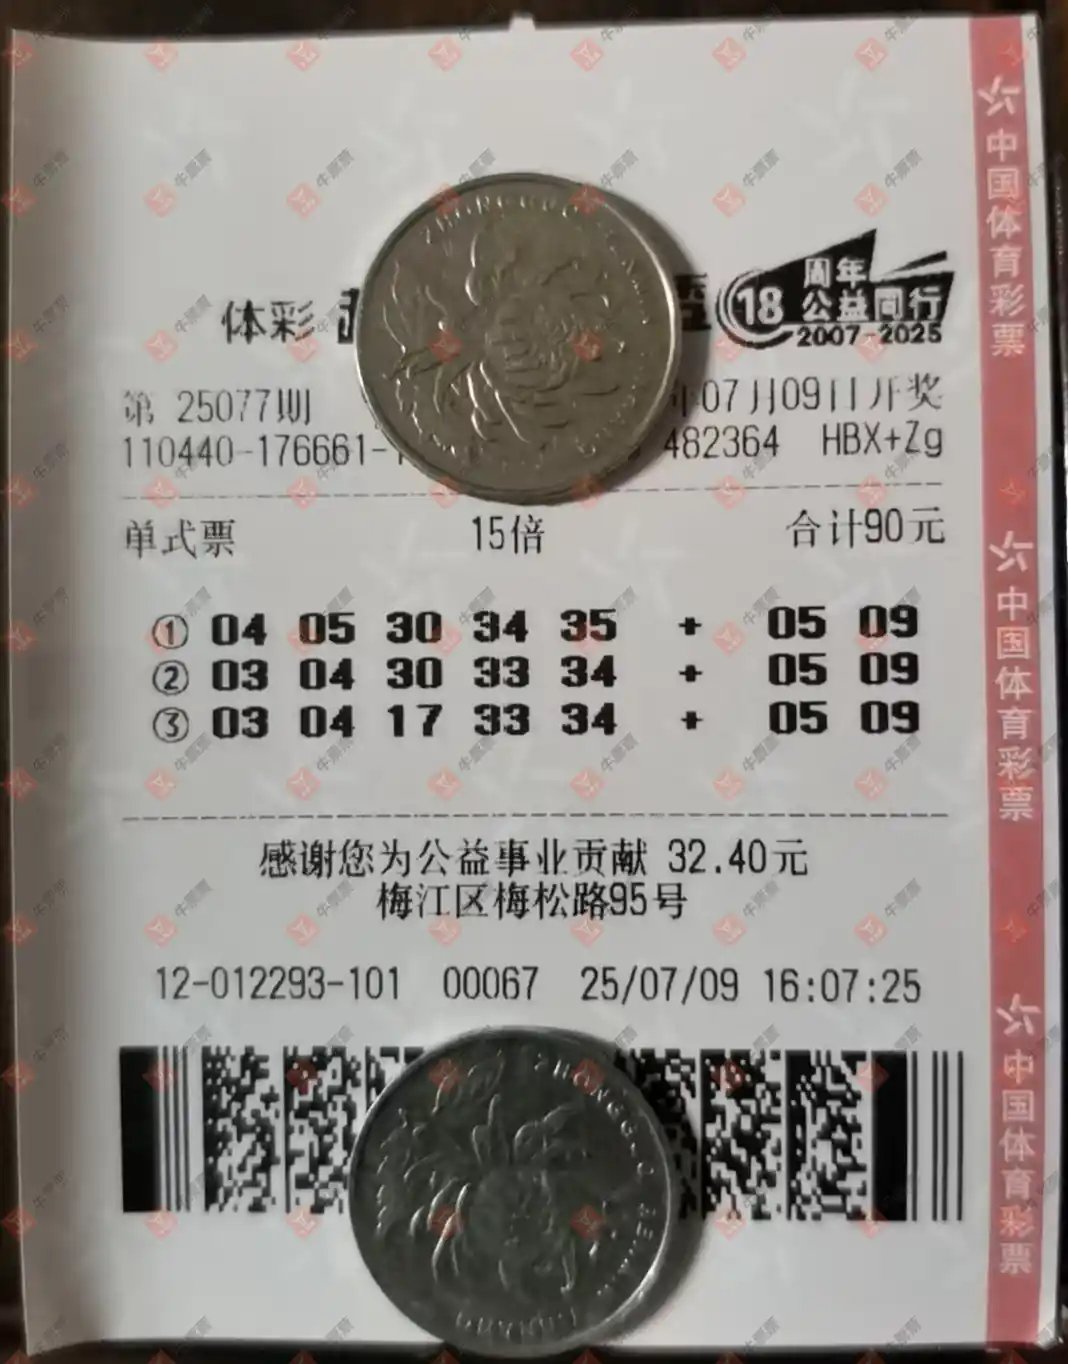 周年
18 公益同行
2007-2025
体彩
第 25077期
07月09日开奖
110440-176661-
482364 HBX+Zg
单式票 15倍 合计90元
① 04 05 30 34 35 + 05 09
② 03 04 30 33 34 + 05 09
③ 03 04 17 33 34 + 05 09
感谢您为公益事业贡献 32.40元
梅江区梅松路95号
12-012293-101 00067 25/07/09 16:07:25
中国体育彩票
中国体育彩票
中国体育彩票